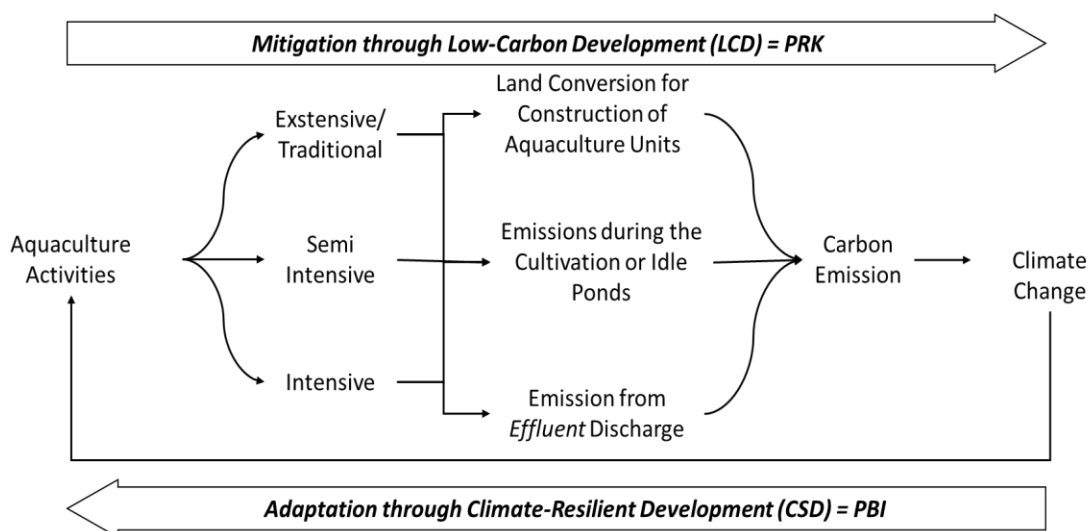 Mitigation through Low-Carbon Development (LCD) = PRK
Land Conversion for
Construction of
Aquaculture Units
Exstensive/
Traditional
Aquaculture
Activities
Semi
Intensive
Emissions during the
Cultivation or Idle
Ponds
Carbon
Emission
Climate
Change
Intensive
Emission from
Effluent Discharge
Adaptation through Climate-Resilient Development (CSD) = PBI